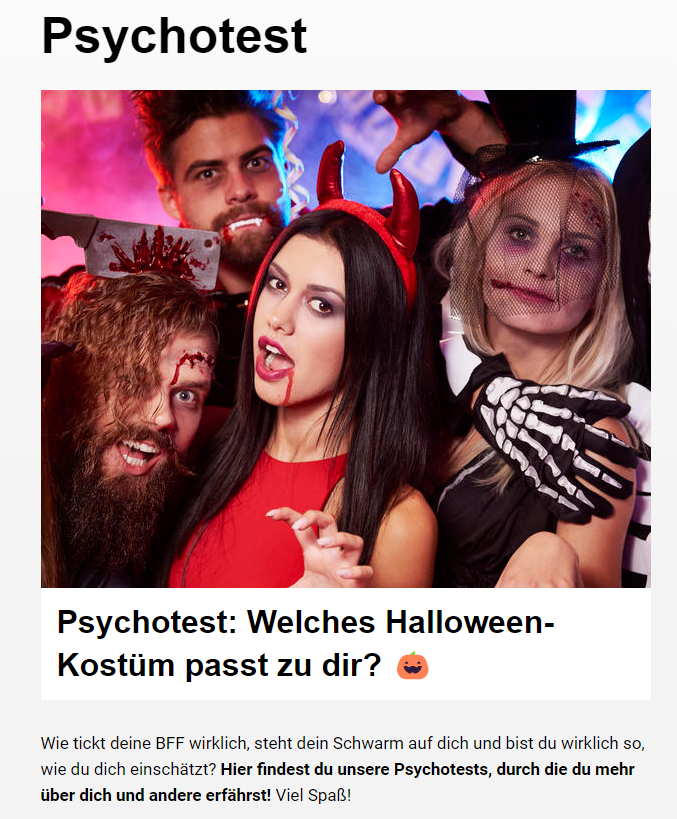 Psychotest
Psychotest: Welches Halloween-
Kostüm passt zu dir? 🎃
Wie tickt deine BFF wirklich, steht dein Schwarm auf dich und bist du wirklich so,
wie du dich einschätzt? Hier findest du unsere Psychotests, durch die du mehr
über dich und andere erfährst! Viel Spaß!